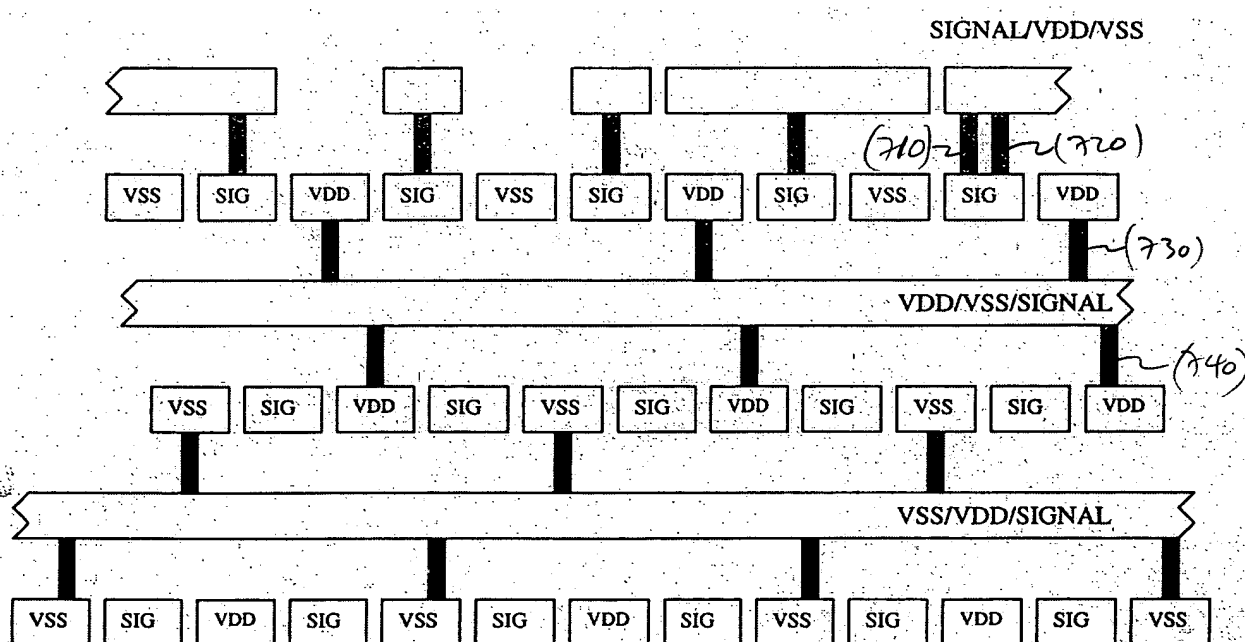 SIGNAL/VDD/VSS
(710) (720)
VSS SIG VDD SIG VSS SIG VDD SIG VSS SIG VDD
(730)
VDD/VSS/SIGNAL
(740)
VSS SIG VDD SIG VSS SIG VDD SIG VSS SIG VDD
VSS/VDD/SIGNAL
VSS SIG VDD SIG VSS SIG VDD SIG VSS SIG VDD SIG VSS